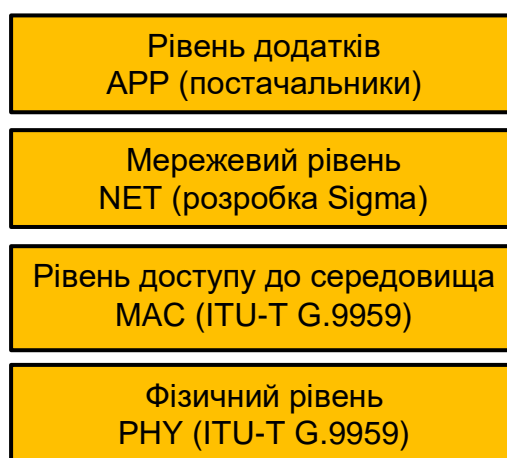 Рівень додатків
APP (постачальники)
Мережевий рівень
NET (розробка Sigma)
Рівень доступу до середовища
MAC (ITU-T G.9959)
Фізичний рівень
PHY (ITU-T G.9959)